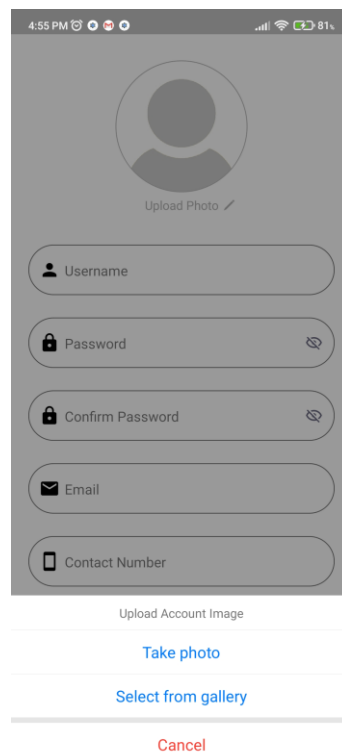 4:55 PM 81%
Upload Photo
Username
Password
Confirm Password
Email
Contact Number
Upload Account Image
Take photo
Select from gallery
Cancel